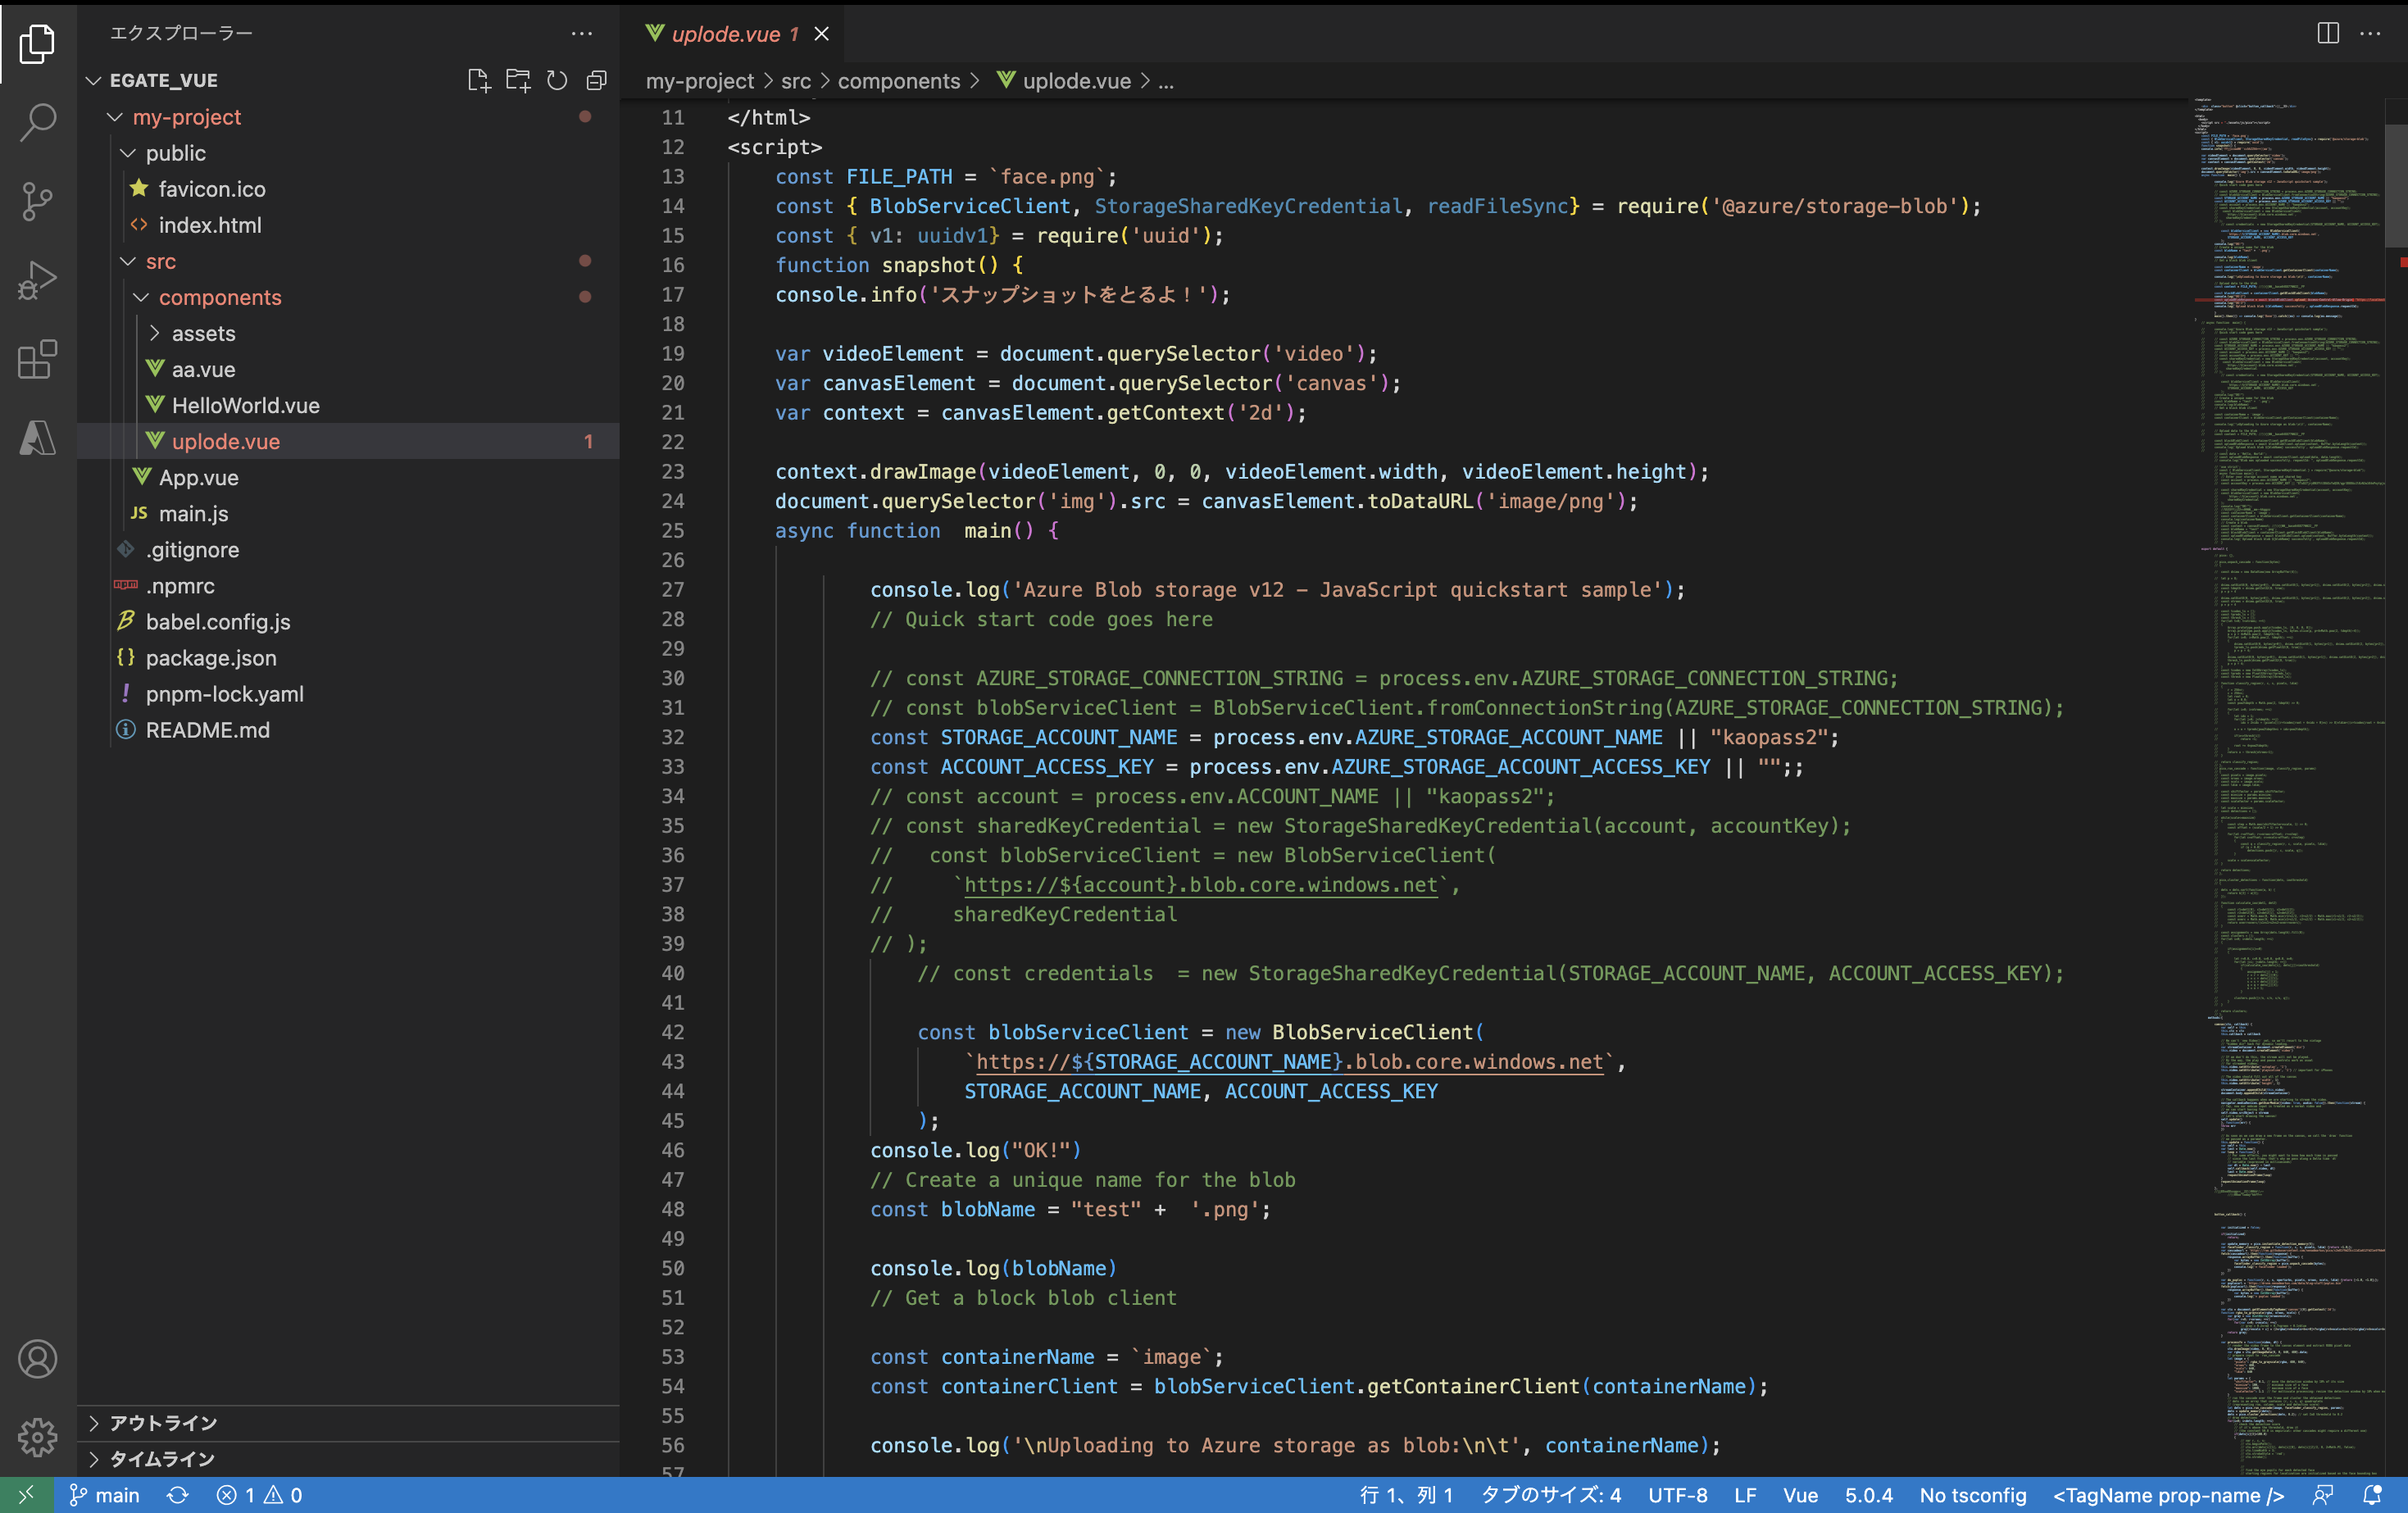 エクスプローラー
EGATE_VUE
my-project
public
favicon.ico
index.html
src
components
assets
aa.vue
HelloWorld.vue
uplode.vue 1
App.vue
main.js
.gitignore
.npmrc
babel.config.js
package.json
pnpm-lock.yaml
README.md
アウトライン
タイムライン
uplode.vue 1
my-project > src > components > uplode.vue > ...
11 </html>
12 <script>
13 const FILE_PATH = `face.png`;
14 const { BlobServiceClient, StorageSharedKeyCredential, readFileSync} = require('@azure/storage-blob');
15 const { v1: uuidv1} = require('uuid');
16 function snapshot() {
17 console.info('スナップショットをとるよ！');
18
19 var videoElement = document.querySelector('video');
20 var canvasElement = document.querySelector('canvas');
21 var context = canvasElement.getContext('2d');
22
23 context.drawImage(videoElement, 0, 0, videoElement.width, videoElement.height);
24 document.querySelector('img').src = canvasElement.toDataURL('image/png');
25 async function  main() {
26
27 console.log('Azure Blob storage v12 - JavaScript quickstart sample');
28 // Quick start code goes here
29
30 // const AZURE_STORAGE_CONNECTION_STRING = process.env.AZURE_STORAGE_CONNECTION_STRING;
31 // const blobServiceClient = BlobServiceClient.fromConnectionString(AZURE_STORAGE_CONNECTION_STRING);
32 const STORAGE_ACCOUNT_NAME = process.env.AZURE_STORAGE_ACCOUNT_NAME || "kaopass2";
33 const ACCOUNT_ACCESS_KEY = process.env.AZURE_STORAGE_ACCOUNT_ACCESS_KEY || "";;
34 // const account = process.env.ACCOUNT_NAME || "kaopass2";
35 // const sharedKeyCredential = new StorageSharedKeyCredential(account, accountKey);
36 //   const blobServiceClient = new BlobServiceClient(
37 //     `https://${account}.blob.core.windows.net`,
38 //     sharedKeyCredential
39 // );
40 // const credentials  = new StorageSharedKeyCredential(STORAGE_ACCOUNT_NAME, ACCOUNT_ACCESS_KEY);
41
42 const blobServiceClient = new BlobServiceClient(
43 `https://${STORAGE_ACCOUNT_NAME}.blob.core.windows.net`,
44 STORAGE_ACCOUNT_NAME, ACCOUNT_ACCESS_KEY
45 );
46 console.log("OK!")
47 // Create a unique name for the blob
48 const blobName = "test" +  '.png';
49
50 console.log(blobName)
51 // Get a block blob client
52
53 const containerName = `image`;
54 const containerClient = blobServiceClient.getContainerClient(containerName);
55
56 console.log('\nUploading to Azure storage as blob:\n\t', containerName);
57
main 1 0 行 1、列 1 タブのサイズ: 4 UTF-8 LF Vue 5.0.4 No tsconfig <TagName prop-name />